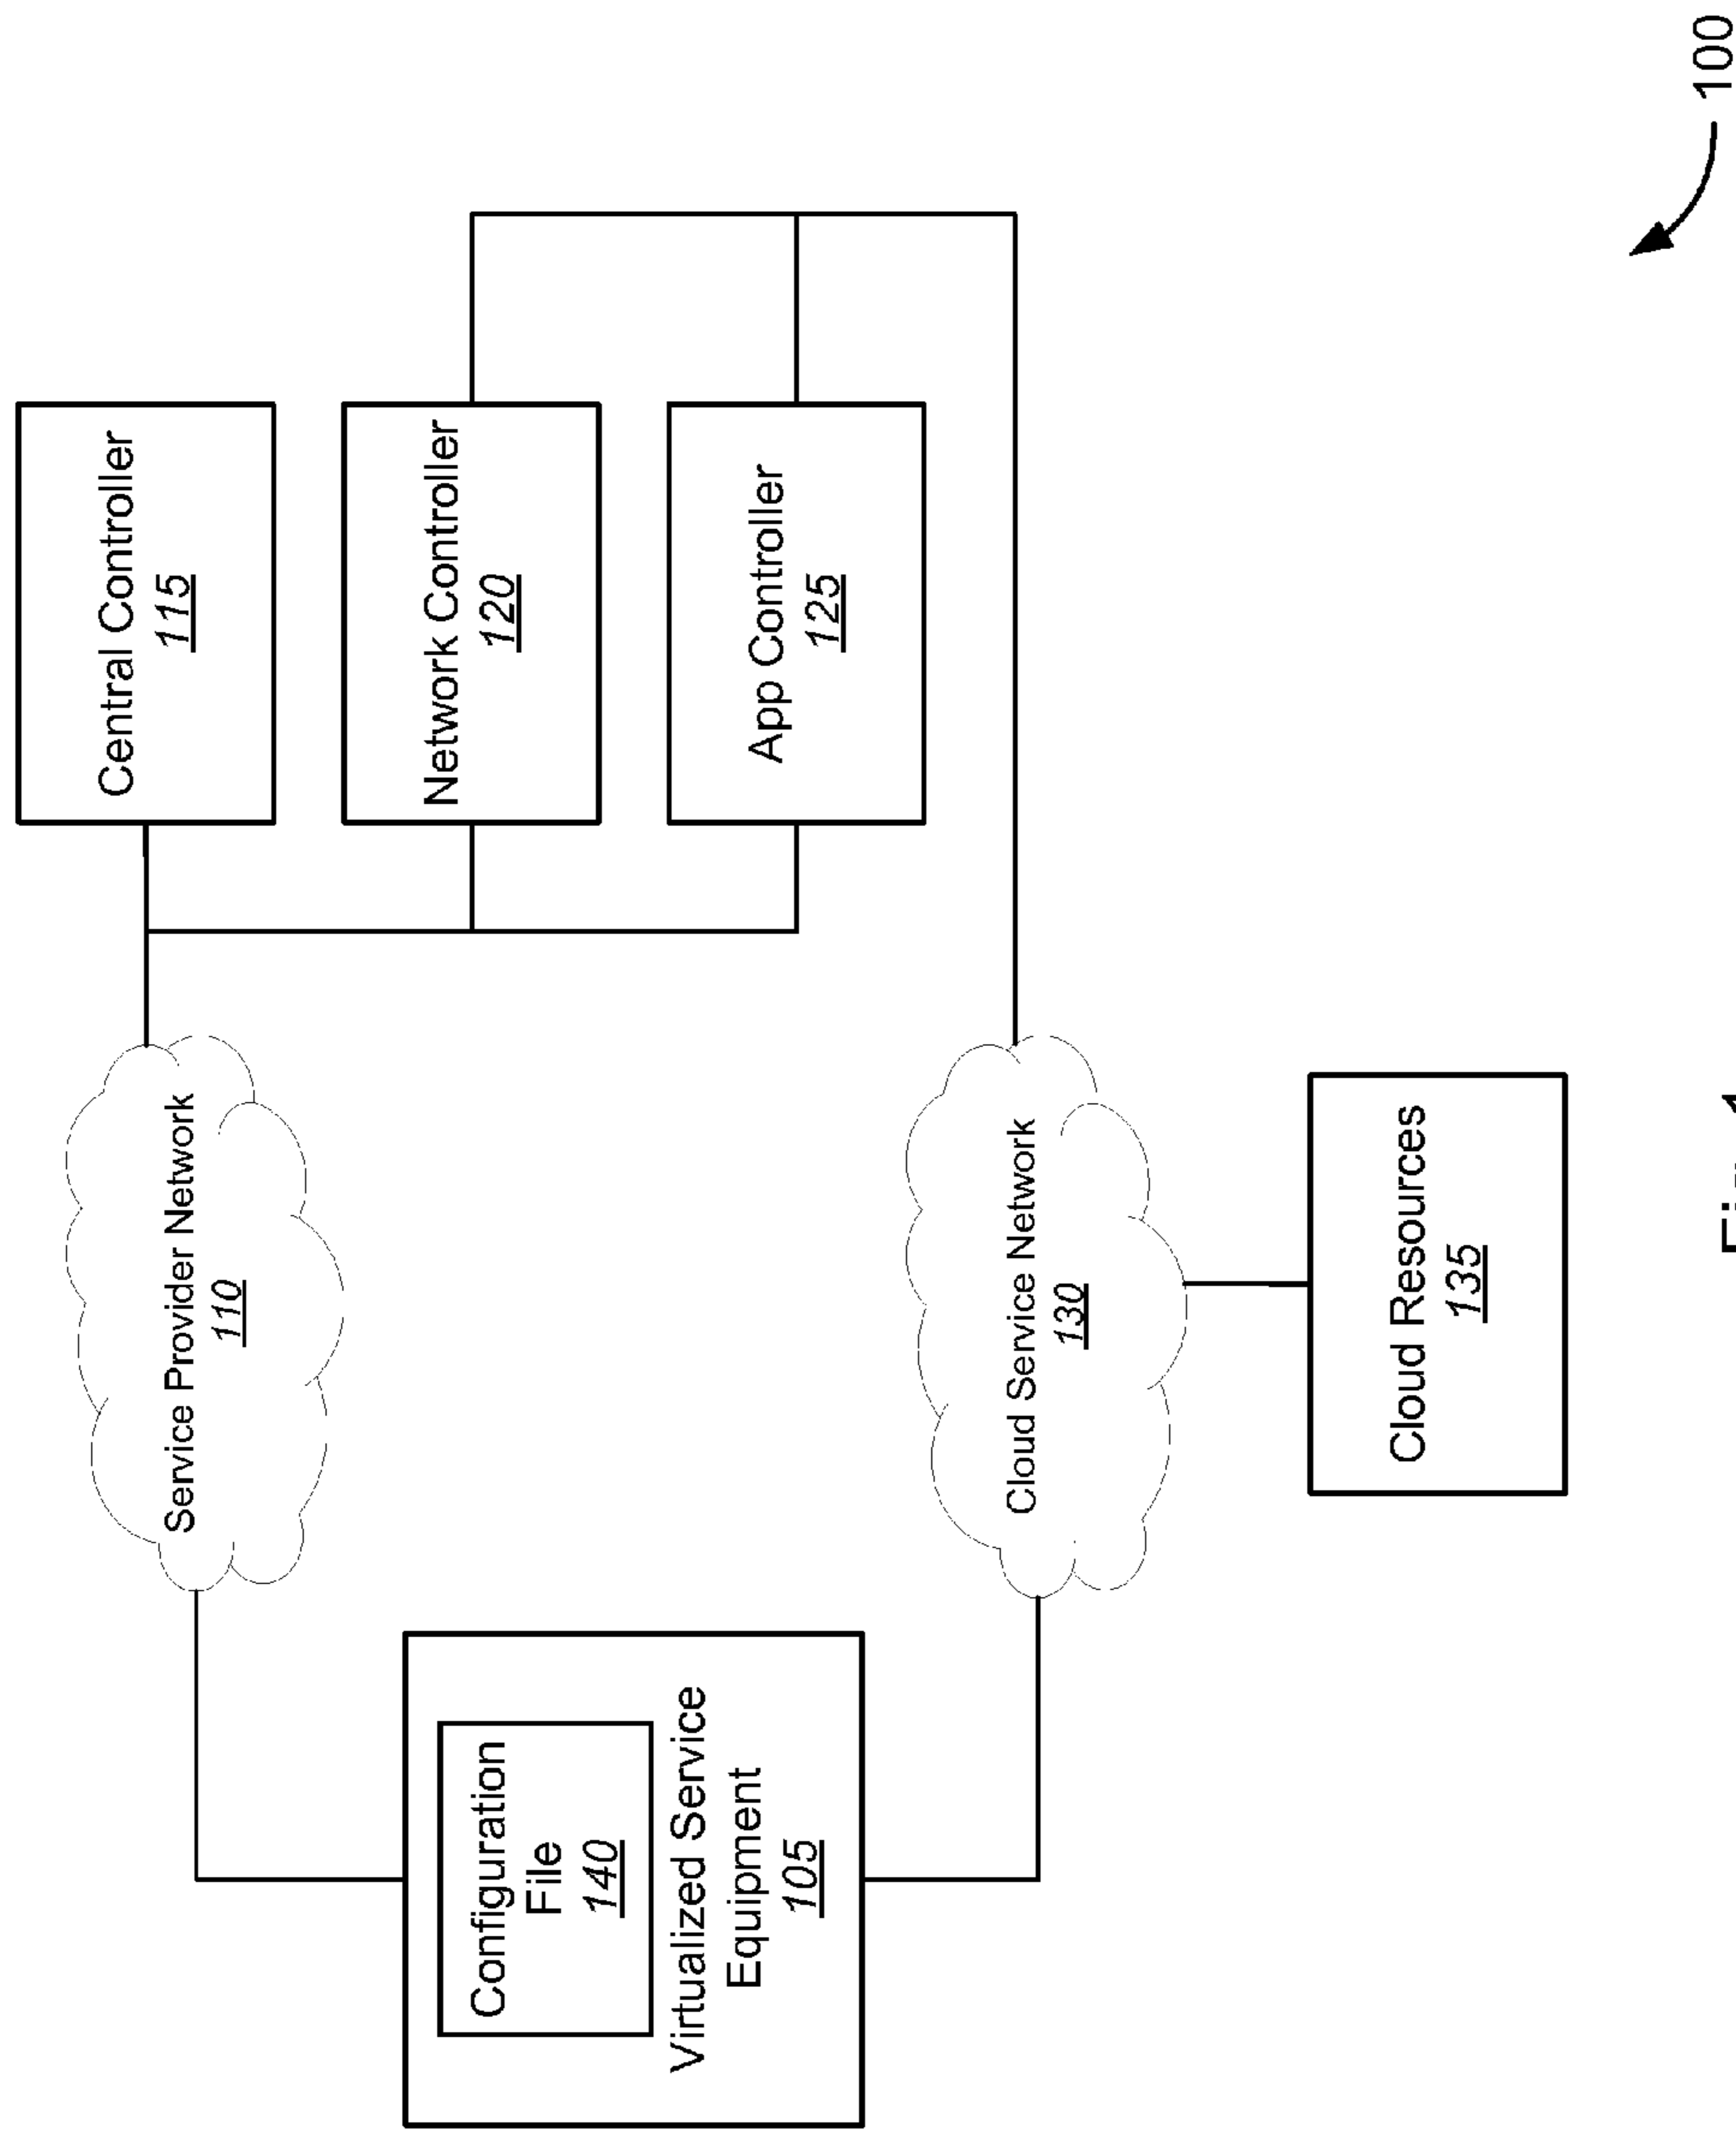 Central Controller
115
Service Provider Network
110
Network Controller
120
Configuration
File
140
Virtualized Service
Equipment
105
App Controller
125
Cloud Service Network
130
Cloud Resources
135
100